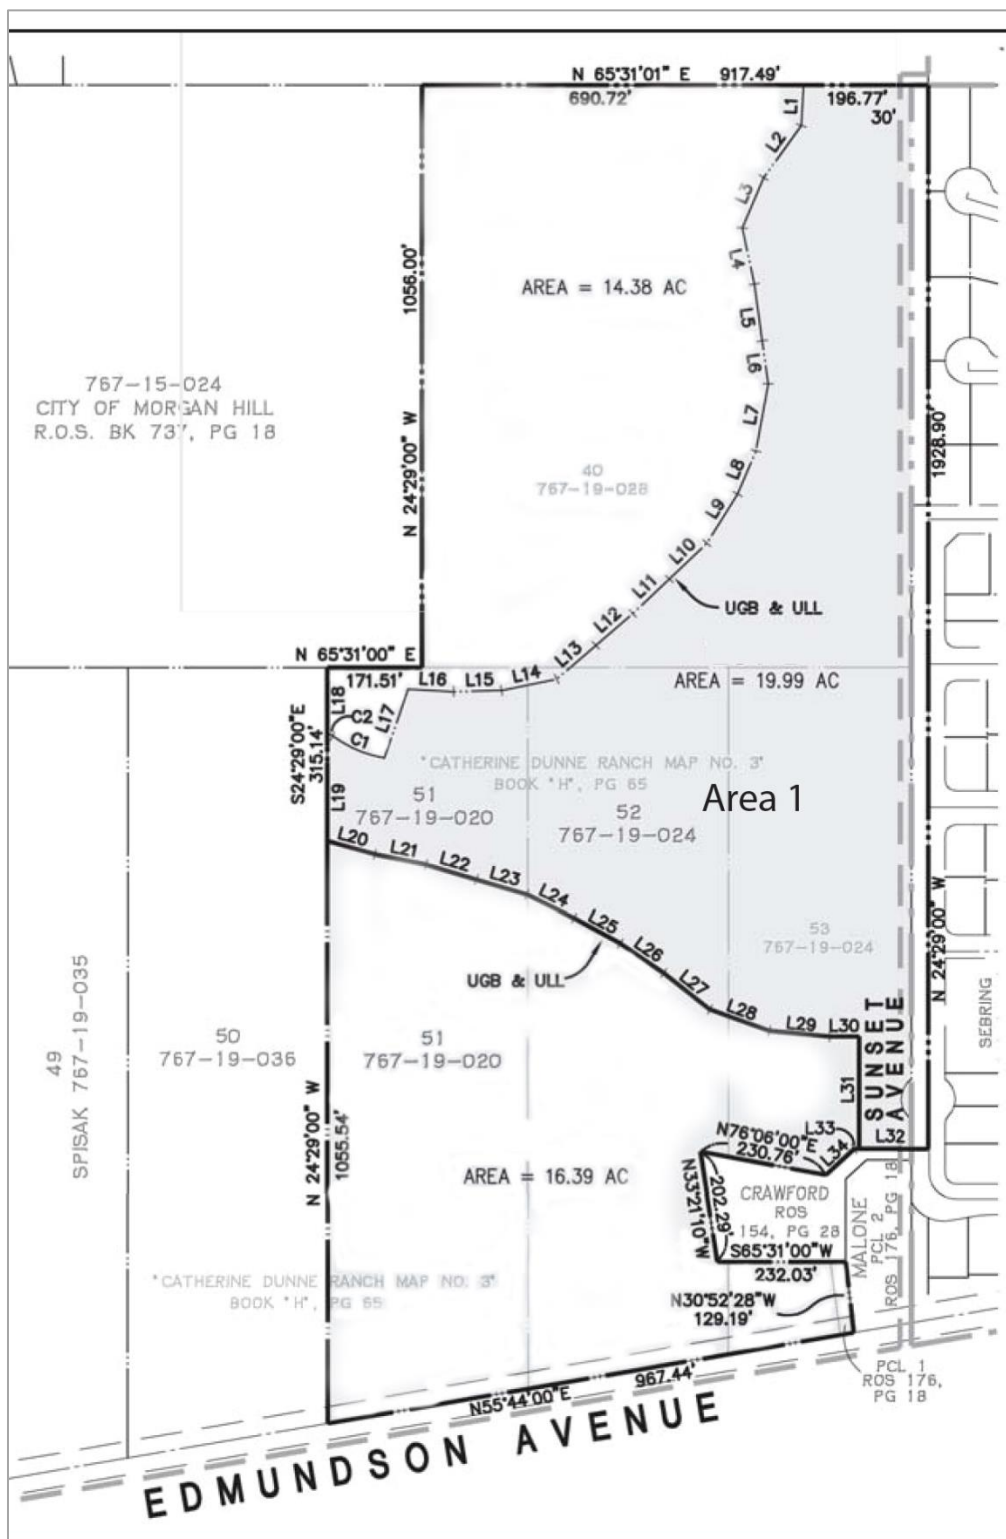 N 65°31'01" E 917.49'
690.72'
196.77'
30'
L1
L2
L3
L4
L5
L6
L7
L8
L9
L10
L11
L12
L13
L14
L15
L16
L17
L18
C2
C1
L19
1056.00'
N 24°29'00" W
AREA = 14.38 AC
767-15-024
CITY OF MORGAN HILL
R.O.S. BK 737, PG 18
40
767-19-028
1928.90'
N 24°29'00" W
UGB & ULL
N 65°31'00" E
171.51'
S24°29'00"E
315.14'
AREA = 19.99 AC
"CATHERINE DUNNE RANCH MAP NO. 3"
BOOK "H", PG 65
Area 1
51
767-19-020
52
767-19-024
53
767-19-024
L20
L21
L22
L23
L24
L25
L26
L27
L28
L29
L30
L31
L32
L33
L34
UGB & ULL
SUNSET
AVENUE
SEBRING
49
SPISAK 767-19-035
50
767-19-036
51
767-19-020
N 24°29'00" W
1055.54'
AREA = 16.39 AC
N76°06'00"E
230.76'
N33°21'10"W
202.29'
CRAWFORD
ROS
154, PG 28
S65°31'00"W
232.03'
MALONE
PCL 2
ROS 176, PG 18
N30°52'28"W
129.19'
"CATHERINE DUNNE RANCH MAP NO. 3"
BOOK "H", PG 65
PCL 1
ROS 176,
PG 18
967.44'
N55°44'00"E
EDMUNDSON AVENUE